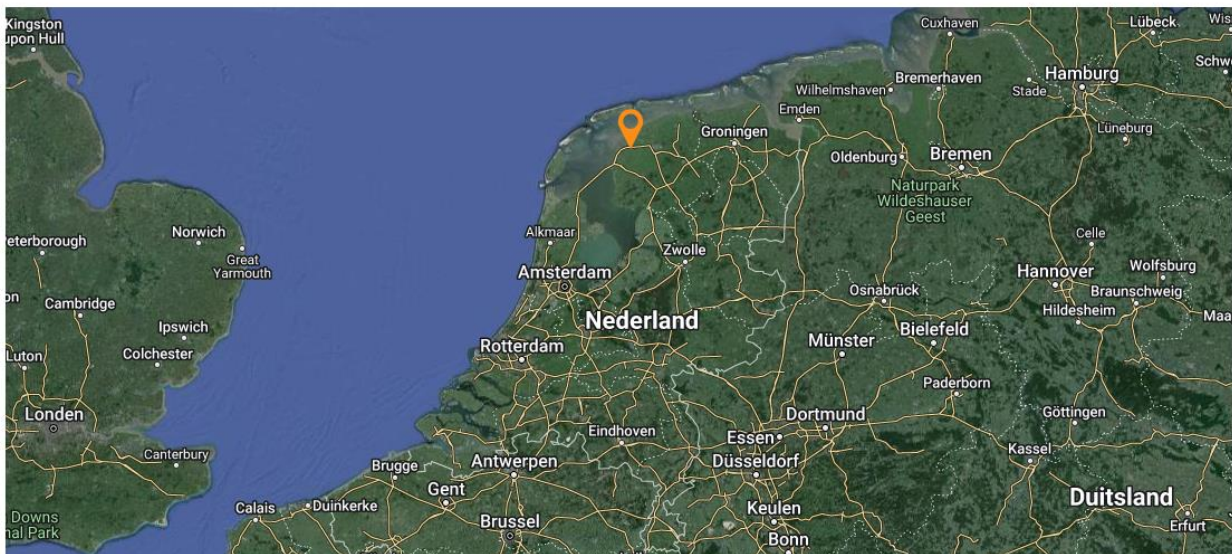 Kingston
upon Hull
Cuxhaven
Lübeck
Hamburg
Stade
Wilhelmshaven
Bremerhaven
Emden
Groningen
Lüneburg
Oldenburg
Bremen
Naturpark
Wildeshauser
Geest
Norwich
Great
Yarmouth
Alkmaar
Zwolle
Celle
Cambridge
Amsterdam
Hannover
Wolfsburg
Osnabrück
Braunschweig
Hildesheim
Ipswich
Nederland
Bielefeld
Luton
Colchester
Rotterdam
Münster
Paderborn
Londen
Dortmund
Göttingen
Eindhoven
Essen
Canterbury
Kassel
Brugge
Antwerpen
Düsseldorf
Gent
Calais
Duinkerke
Keulen
Duitsland
Downs
Brussel
Erfurt
Bonn